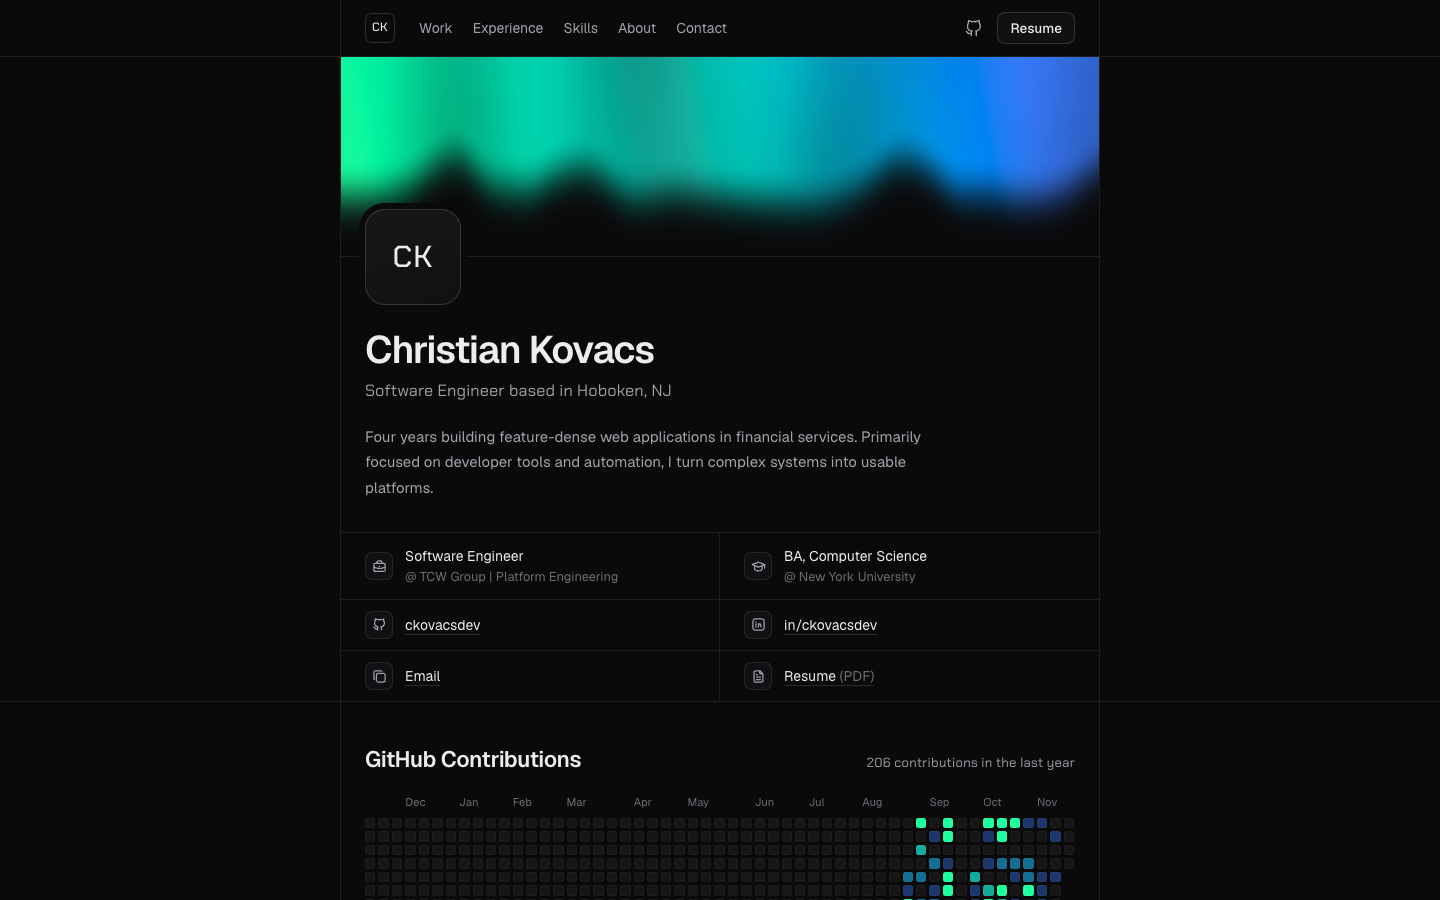 CK
Work
Experience
Skills
About
Contact
Resume
CK
Christian Kovacs
Software Engineer based in Hoboken, NJ
Four years building feature-dense web applications in financial services. Primarily
focused on developer tools and automation, I turn complex systems into usable
platforms.
Software Engineer
@ TCW Group | Platform Engineering
BA, Computer Science
@ New York University
ckovacsdev
in/ckovacsdev
Email
Resume (PDF)
GitHub Contributions
206 contributions in the last year
Dec Jan Feb Mar Apr May Jun Jul Aug Sep Oct Nov